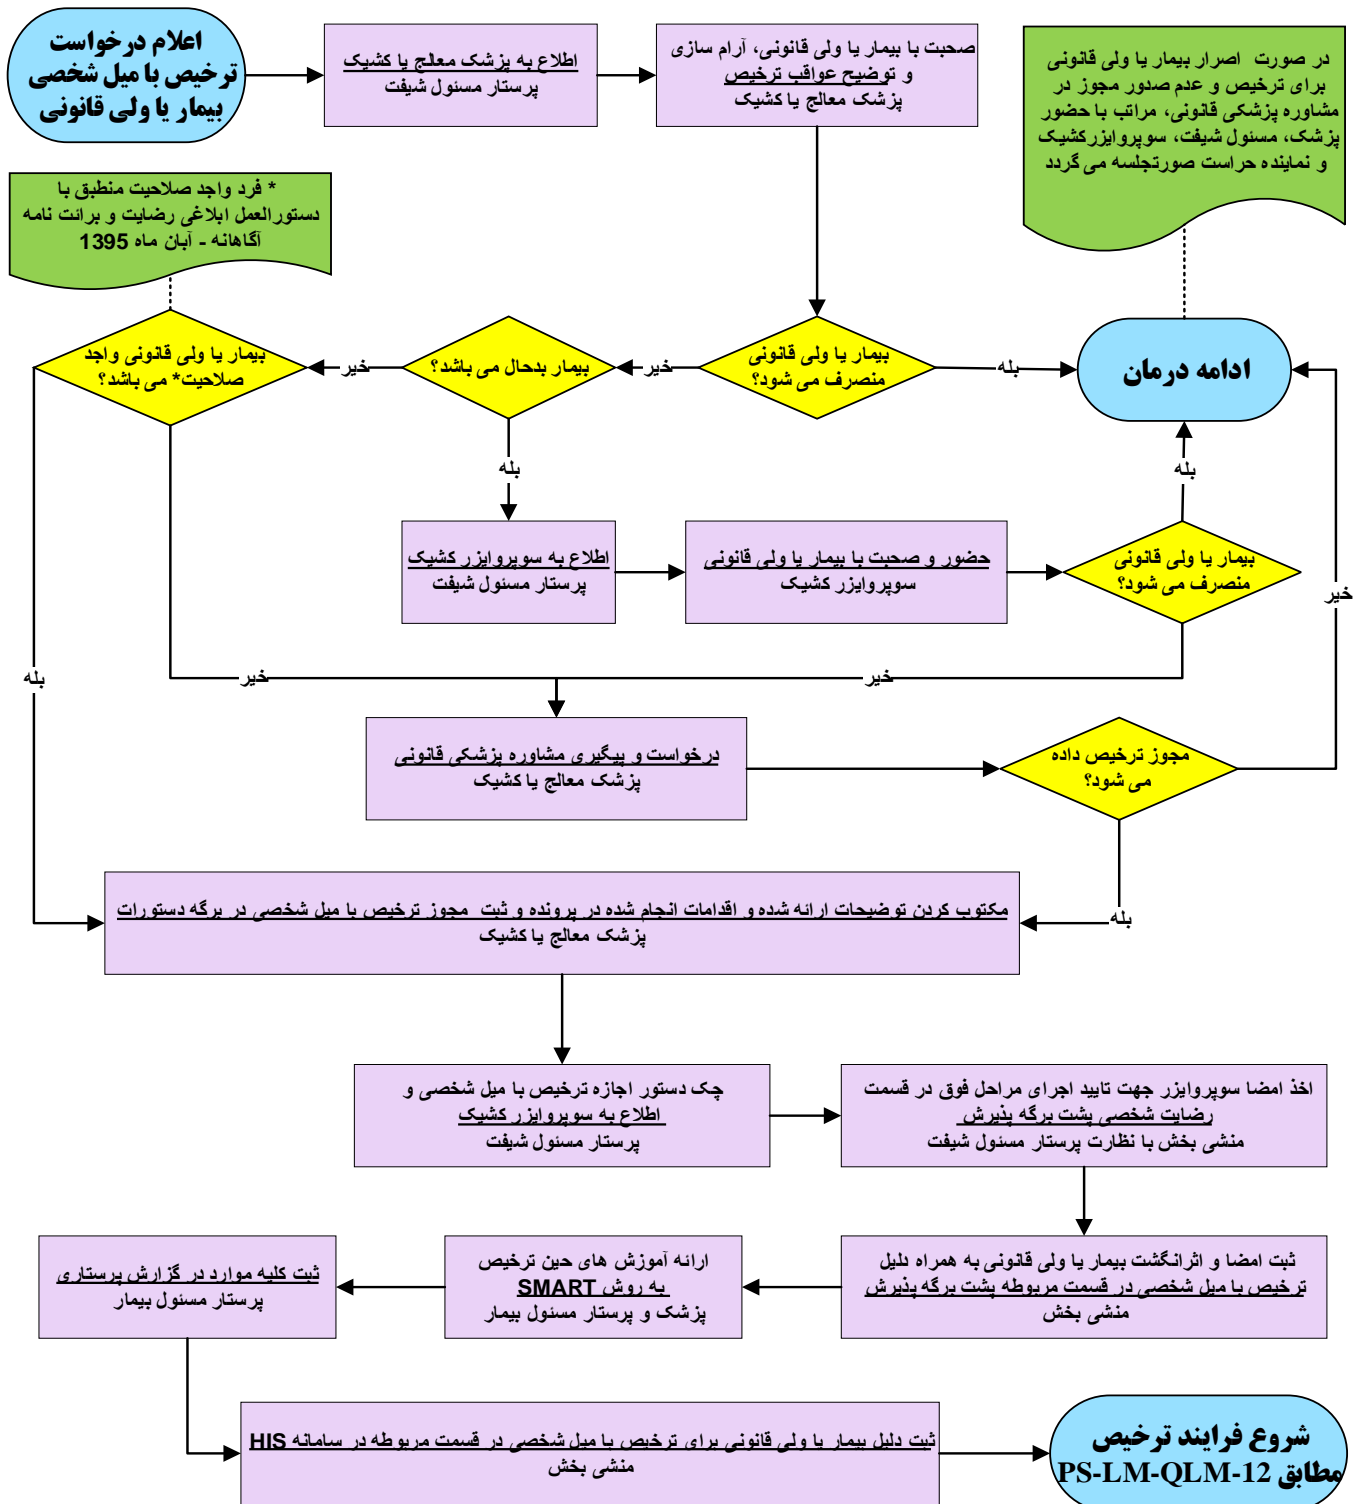 اعلام درخواست
ترخیص با میل شخصی
بیمار یا ولی قانونی
اطلاع به پزشک معالج یا کشیک
پرستار مسئول شیفت
صحبت با بیمار یا ولی قانونی، آرام سازی
و توضیح عواقب ترخیص
پزشک معالج یا کشیک
در صورت اصرار بیمار یا ولی قانونی
برای ترخیص و عدم صدور مجوز در
مشاوره پزشکی قانونی، مراتب با حضور
پزشک، مسئول شیفت، سوپروایزرکشیک
و نماینده حراست صورتجلسه می گردد
* فرد واجد صلاحیت منطبق با
دستورالعمل ابلاغی رضایت و برائت نامه
آگاهانه - آبان ماه 1395
بیمار یا ولی قانونی
منصرف می شود؟
بله
ادامه درمان
خیر
بیمار بدحال می باشد؟
خیر
بیمار یا ولی قانونی واجد
صلاحیت* می باشد؟
بله
اطلاع به سوپروایزر کشیک
پرستار مسئول شیفت
حضور و صحبت با بیمار یا ولی قانونی
سوپروایزر کشیک
بیمار یا ولی قانونی
منصرف می شود؟
بله
خیر
خیر
خیر
بله
درخواست و پیگیری مشاوره پزشکی قانونی
پزشک معالج یا کشیک
مجوز ترخیص داده
می شود؟
بله
مکتوب کردن توضیحات ارائه شده و اقدامات انجام شده در پرونده و ثبت مجوز ترخیص با میل شخصی در برگه دستورات
پزشک معالج یا کشیک
چک دستور اجازه ترخیص با میل شخصی و
اطلاع به سوپروایزر کشیک
پرستار مسئول شیفت
اخذ امضا سوپروایزر جهت تایید اجرای مراحل فوق در قسمت
رضایت شخصی پشت برگه پذیرش
منشی بخش با نظارت پرستار مسئول شیفت
ثبت امضا و اثرانگشت بیمار یا ولی قانونی به همراه دلیل
ترخیص با میل شخصی در قسمت مربوطه پشت برگه پذیرش
منشی بخش
ارائه آموزش های حین ترخیص
به روش SMART
پزشک و پرستار مسئول بیمار
ثبت کلیه موارد در گزارش پرستاری
پرستار مسئول بیمار
ثبت دلیل بیمار یا ولی قانونی برای ترخیص با میل شخصی در قسمت مربوطه در سامانه HIS
منشی بخش
شروع فرایند ترخیص
مطابق PS-LM-QLM-12